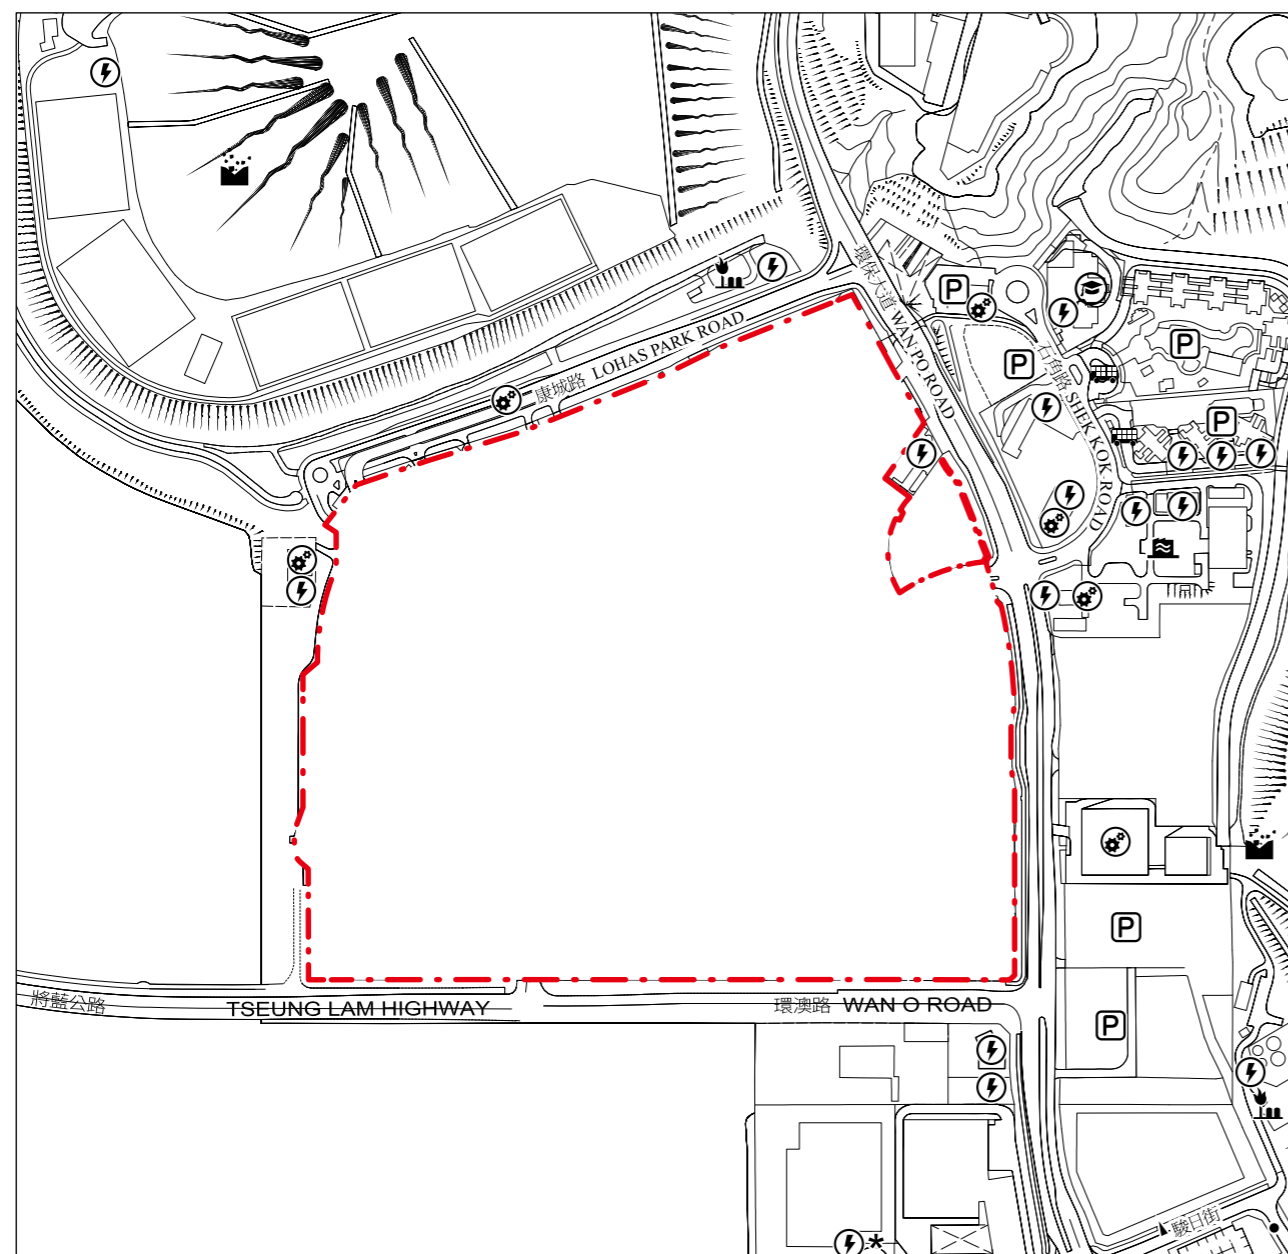 康城路 LOHAS PARK ROAD
環保大道 WAN PO ROAD
石角路 SHEK KOK ROAD
P
P
P
P
將藍公路
TSEUNG LAM HIGHWAY
環澳路 WAN O ROAD
P
P
駿日街